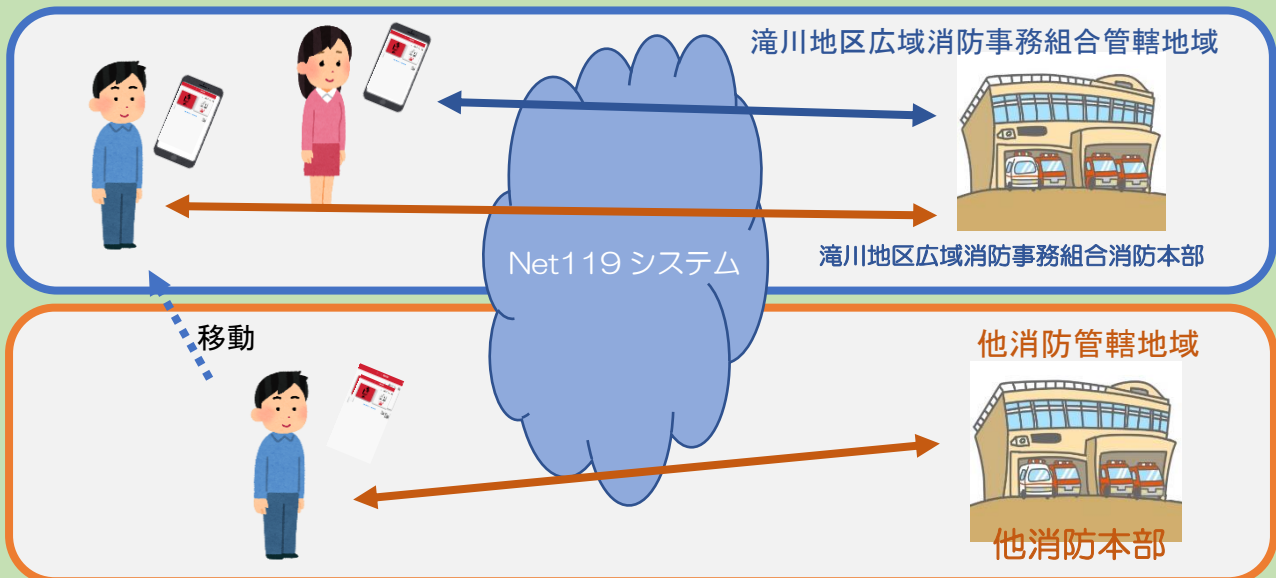 滝川地区広域消防事務組合管轄地域
Net119 システム
滝川地区広域消防事務組合消防本部
移動
他消防管轄地域
他消防本部